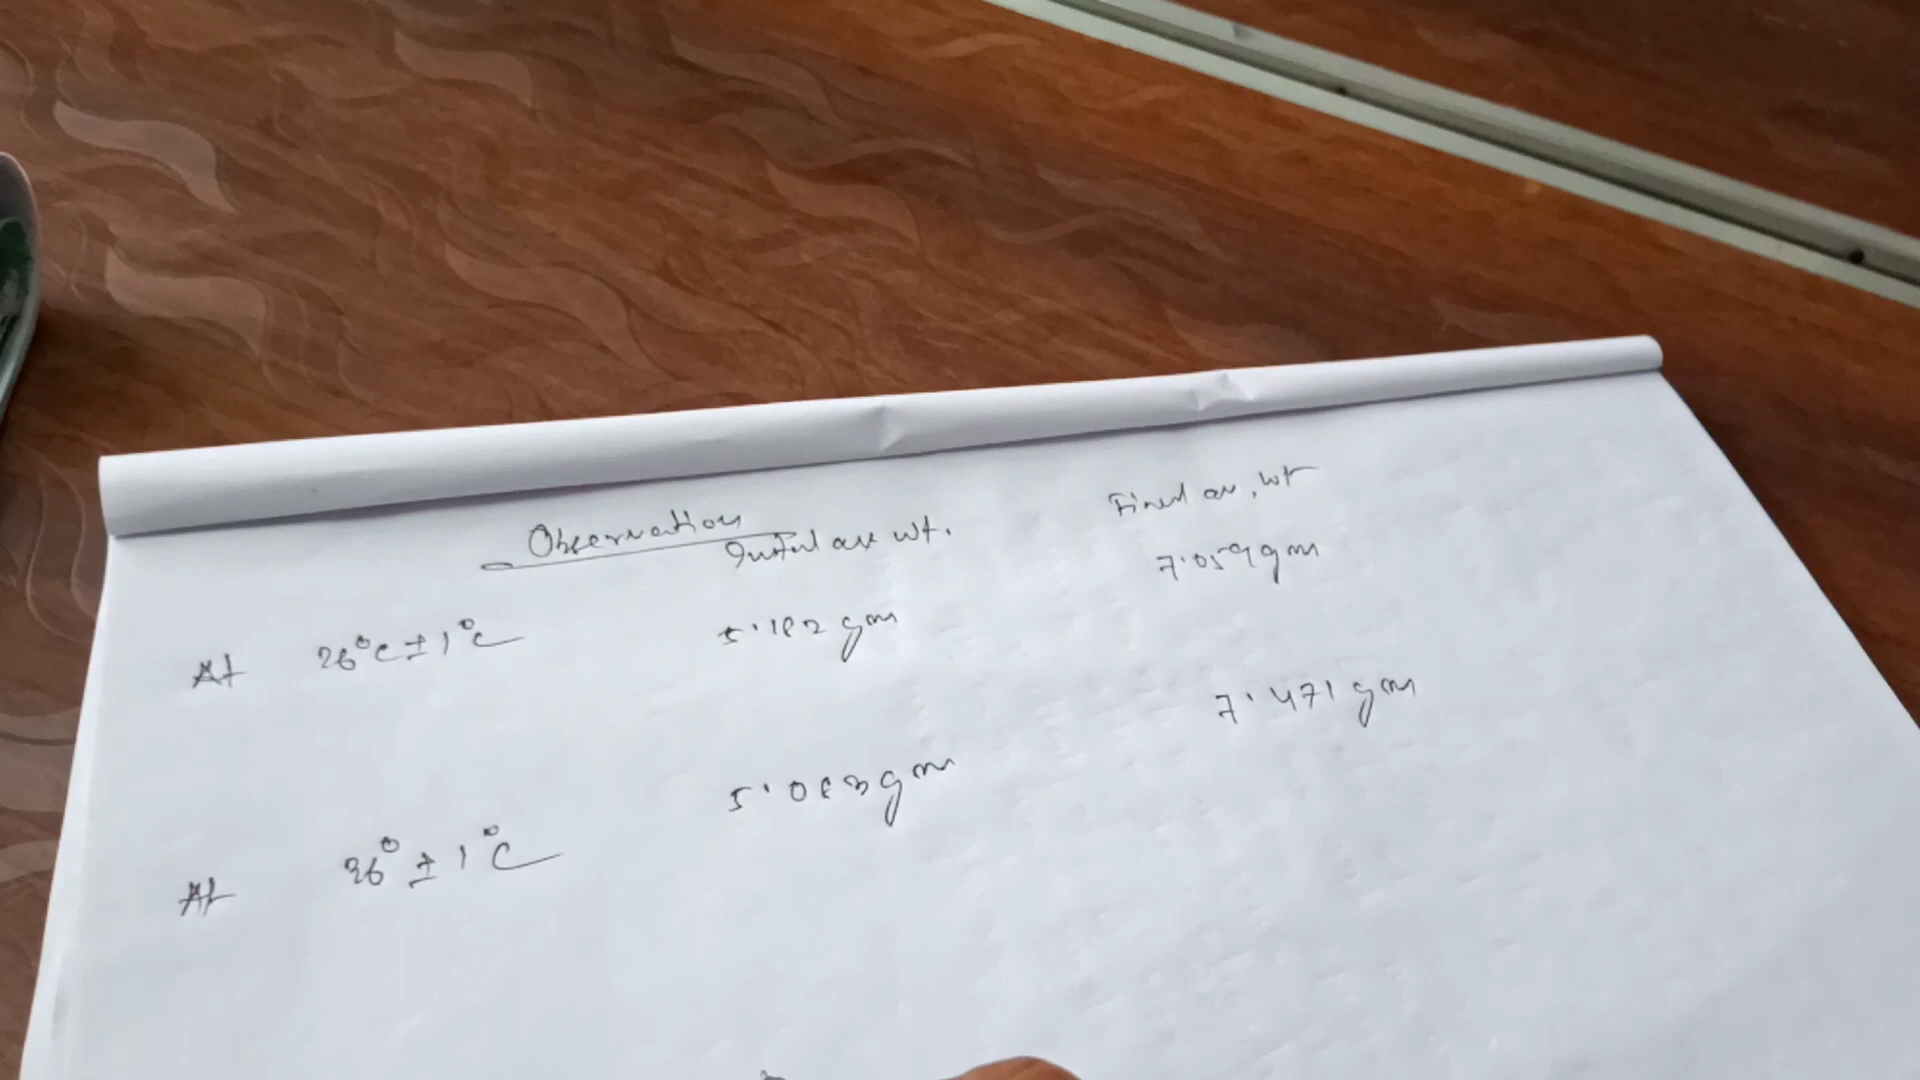 Observation
Initial av wt. Final av. wt
At 26°C ± 1°C 5.182 gm 7.059 gm
At 36° ± 1°C 5.083 gm 7.471 gm